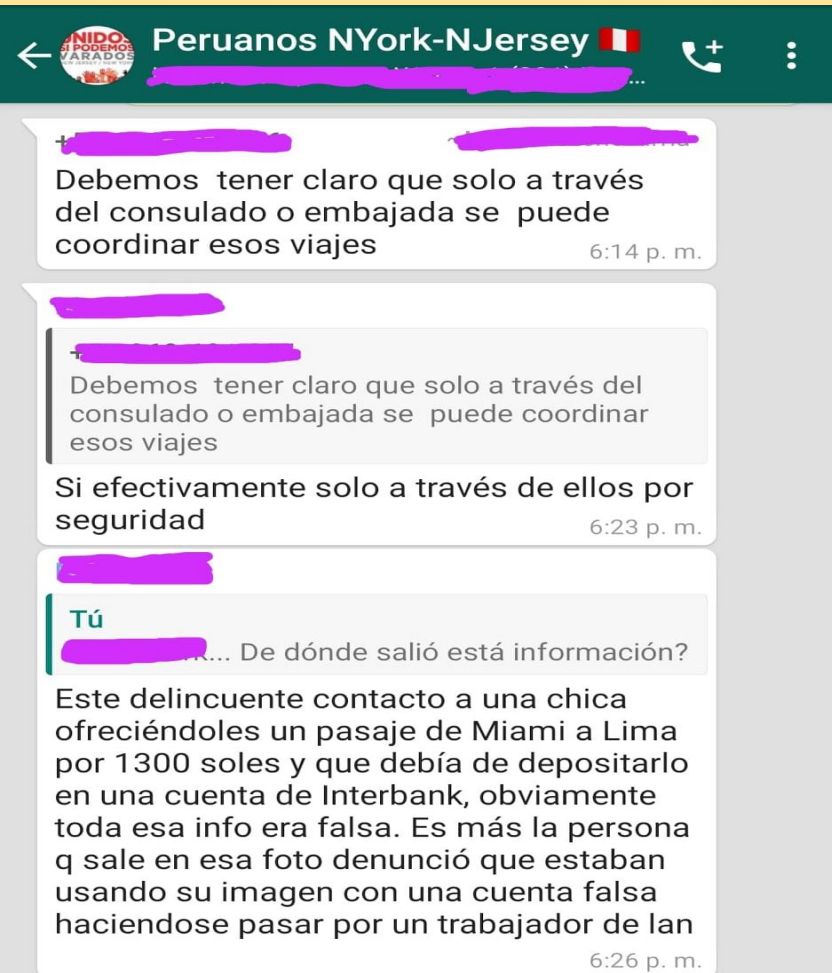 UNIDOS
SI PODEMOS
VARADOS
Peruanos NYork-NJersey
Debemos tener claro que solo a través
del consulado o embajada se puede
coordinar esos viajes
6:14 p. m.
Debemos tener claro que solo a través del
consulado o embajada se puede coordinar
esos viajes
Si efectivamente solo a través de ellos por
seguridad
6:23 p. m.
Tú
... De dónde salió está información?
Este delincuente contacto a una chica
ofreciéndoles un pasaje de Miami a Lima
por 1300 soles y que debía de depositarlo
en una cuenta de Interbank, obviamente
toda esa info era falsa. Es más la persona
q sale en esa foto denunció que estaban
usando su imagen con una cuenta falsa
haciendose pasar por un trabajador de lan
6:26 p. m.